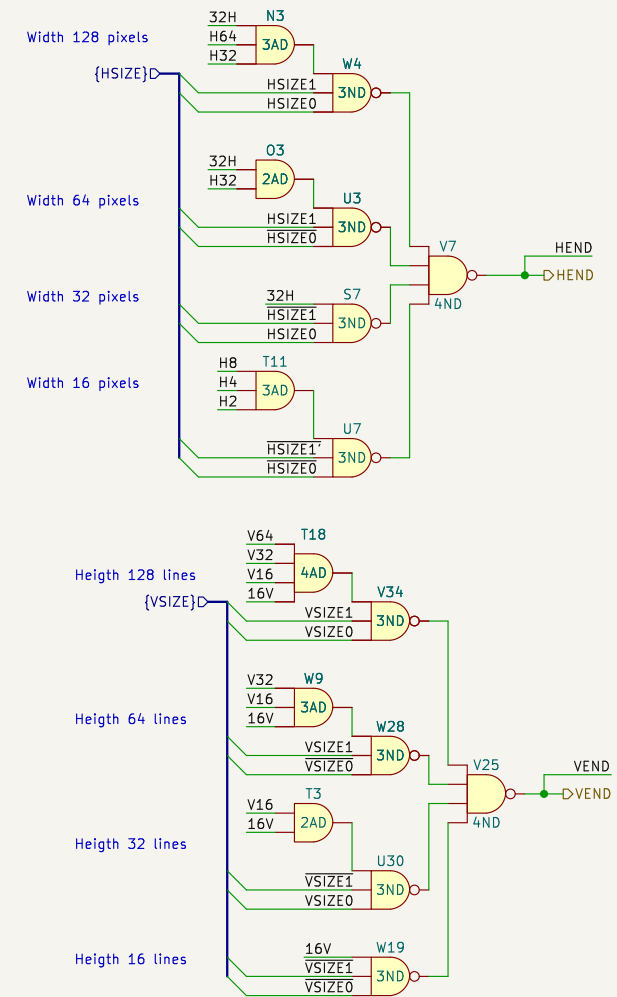 N3
32H
H64
H32
3AD
Width 128 pixels
{HSIZE}
W4
HSIZE1
HSIZE0
3ND
O3
32H
H32
2AD
Width 64 pixels
U3
HSIZE1
HSIZE0
3ND
V7
HEND
HEND
4ND
Width 32 pixels
32H
S7
HSIZE1
HSIZE0
3ND
Width 16 pixels
H8
T11
H4
H2
3AD
U7
HSIZE1'
HSIZE0
3ND
T18
V64
V32
V16
16V
4AD
Heigth 128 lines
{VSIZE}
V34
VSIZE1
VSIZE0
3ND
W9
V32
V16
16V
3AD
Heigth 64 lines
W28
VSIZE1
VSIZE0
3ND
V25
VEND
VEND
4ND
T3
V16
16V
2AD
Heigth 32 lines
U30
VSIZE1
VSIZE0
3ND
Heigth 16 lines
16V
W19
VSIZE1
VSIZE0
3ND